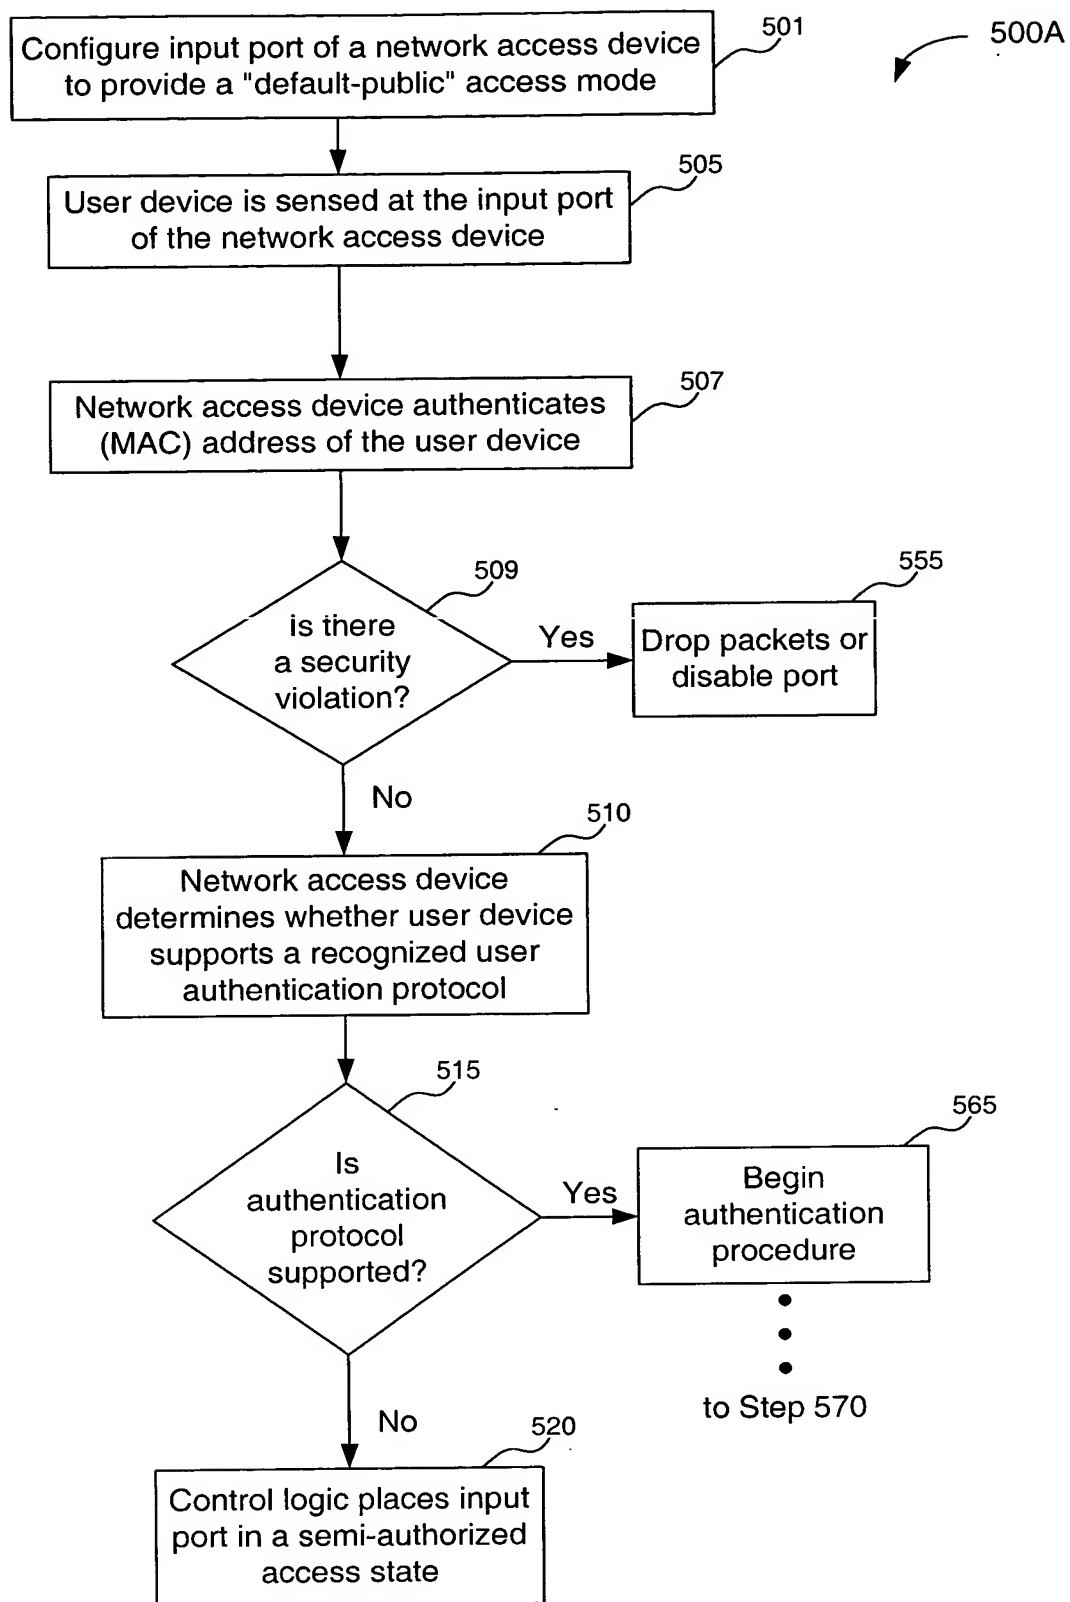 500A
501
Configure input port of a network access device
to provide a "default-public" access mode
505
User device is sensed at the input port
of the network access device
507
Network access device authenticates
(MAC) address of the user device
509
is there
a security
violation?
Yes
555
Drop packets or
disable port
No
510
Network access device
determines whether user device
supports a recognized user
authentication protocol
515
Is
authentication
protocol
supported?
Yes
565
Begin
authentication
procedure
to Step 570
No
520
Control logic places input
port in a semi-authorized
access state